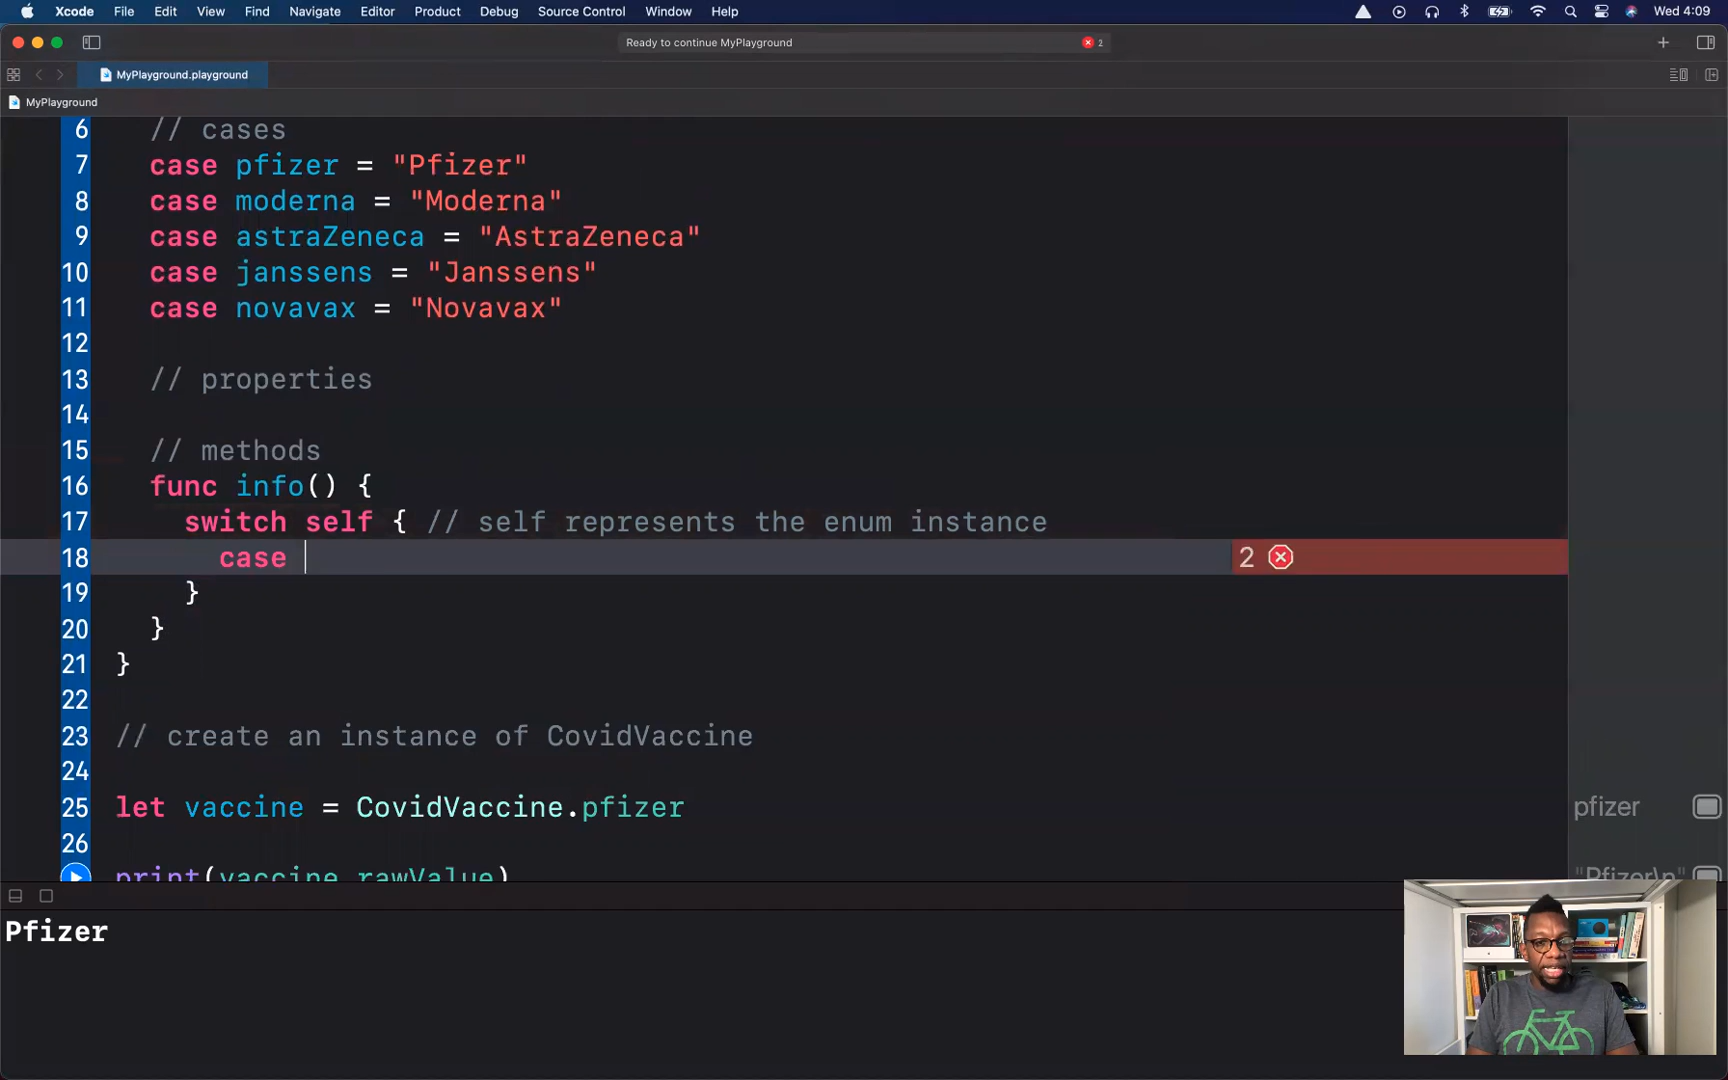 Xcode File Edit View Find Navigate Editor Product Debug Source Control Window Help Wed 4:09
Ready to continue MyPlayground 2
MyPlayground.playground
MyPlayground
6 // cases
7 case pfizer = "Pfizer"
8 case moderna = "Moderna"
9 case astraZeneca = "AstraZeneca"
10 case janssens = "Janssens"
11 case novavax = "Novavax"
12
13 // properties
14
15 // methods
16 func info() {
17 switch self { // self represents the enum instance
18 case 2
19 }
20 }
21 }
22
23 // create an instance of CovidVaccine
24
25 let vaccine = CovidVaccine.pfizer pfizer
26
print(vaccine.rawValue) "Pfizer\n"
Pfizer